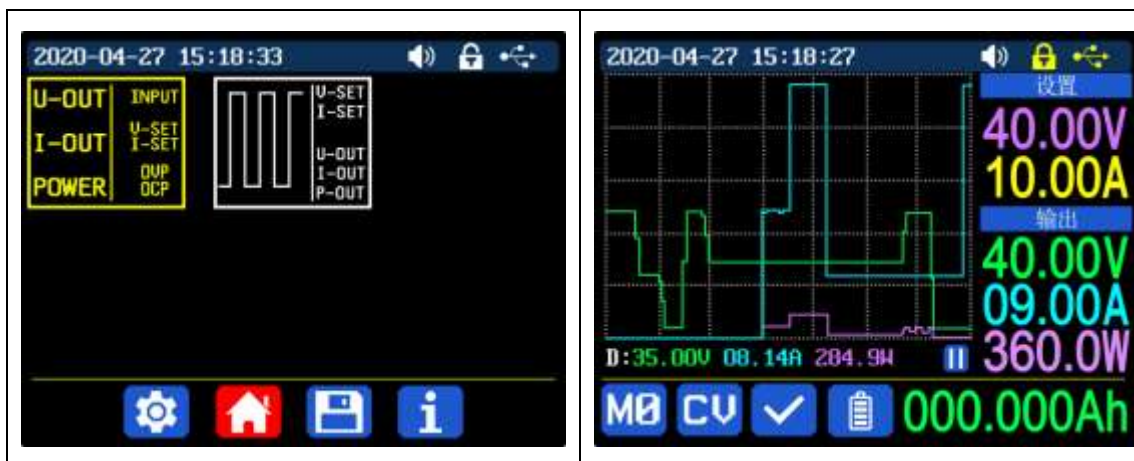 2020-04-27 15:18:33
U-OUT INPUT
I-OUT V-SET
I-SET
POWER OVP
OCP
V-SET
I-SET
U-OUT
I-OUT
P-OUT
i
2020-04-27 15:18:27
设置
40.00V
10.00A
输出
40.00V
09.00A
360.0W
D:35.00V 08.14A 284.9W
M0 CV 000.000Ah